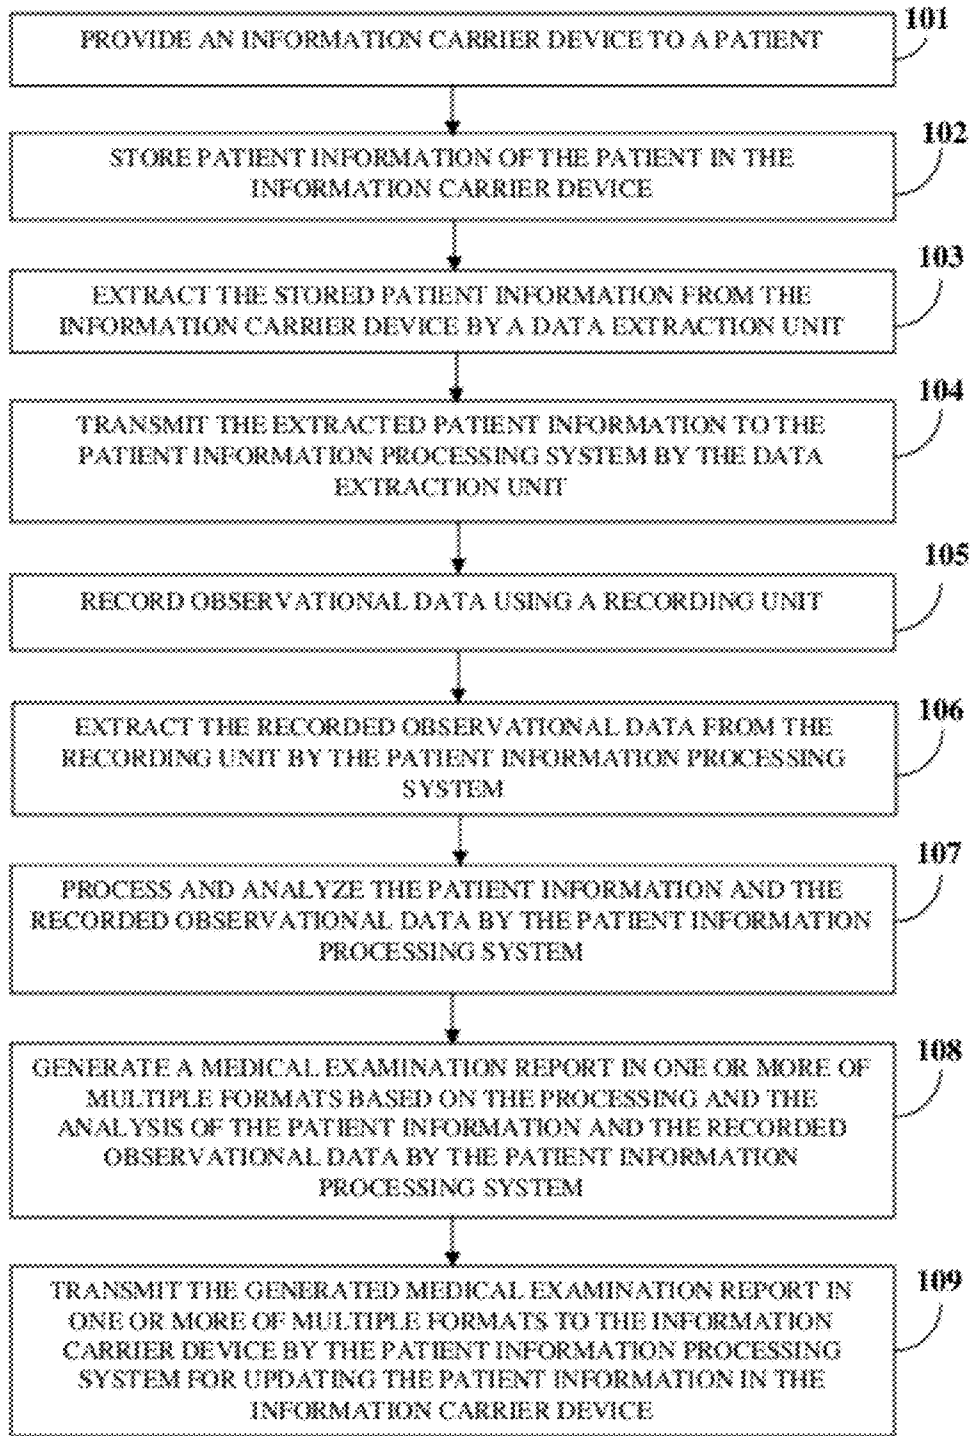 101
PROVIDE AN INFORMATION CARRIER DEVICE TO A PATIENT
102
STORE PATIENT INFORMATION OF THE PATIENT IN THE
INFORMATION CARRIER DEVICE
103
EXTRACT THE STORED PATIENT INFORMATION FROM THE
INFORMATION CARRIER DEVICE BY A DATA EXTRACTION UNIT
104
TRANSMIT THE EXTRACTED PATIENT INFORMATION TO THE
PATIENT INFORMATION PROCESSING SYSTEM BY THE DATA
EXTRACTION UNIT
105
RECORD OBSERVATIONAL DATA USING A RECORDING UNIT
106
EXTRACT THE RECORDED OBSERVATIONAL DATA FROM THE
RECORDING UNIT BY THE PATIENT INFORMATION PROCESSING
SYSTEM
107
PROCESS AND ANALYZE THE PATIENT INFORMATION AND THE
RECORDED OBSERVATIONAL DATA BY THE PATIENT INFORMATION
PROCESSING SYSTEM
108
GENERATE A MEDICAL EXAMINATION REPORT IN ONE OR MORE OF
MULTIPLE FORMATS BASED ON THE PROCESSING AND THE
ANALYSIS OF THE PATIENT INFORMATION AND THE RECORDED
OBSERVATIONAL DATA BY THE PATIENT INFORMATION
PROCESSING SYSTEM
109
TRANSMIT THE GENERATED MEDICAL EXAMINATION REPORT IN
ONE OR MORE OF MULTIPLE FORMATS TO THE INFORMATION
CARRIER DEVICE BY THE PATIENT INFORMATION PROCESSING
SYSTEM FOR UPDATING THE PATIENT INFORMATION IN THE
INFORMATION CARRIER DEVICE